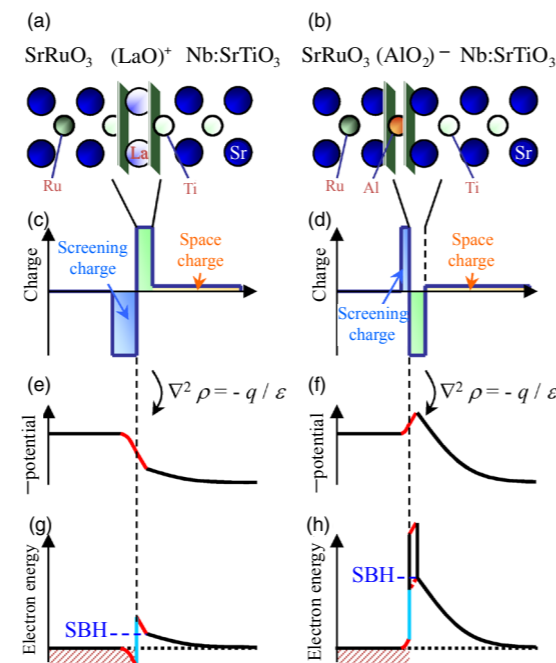 (a)
SrRuO₃ (LaO)⁺ Nb:SrTiO₃
La
Ru
Ti
(b)
SrRuO₃ (AlO₂)⁻ Nb:SrTiO₃
Sr
Ru
Al
Ti
(c)
Charge
Screening
charge
Space
charge
(d)
Charge
Screening
charge
Space
charge
(e)
−potential
∇² ρ = - q / ε
(f)
−potential
∇² ρ = - q / ε
(g)
Electron energy
SBH
(h)
Electron energy
SBH